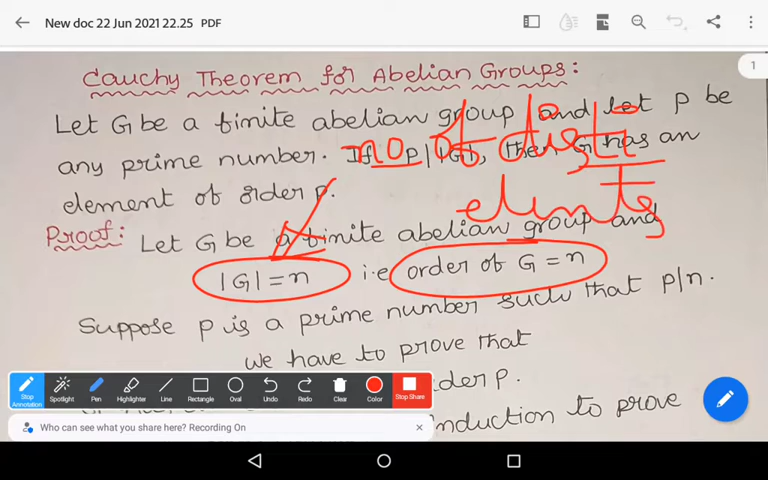 New doc 22 Jun 2021 22.25 PDF
1
Cauchy Theorem for Abelian Groups:
Let G be a finite abelian group and let p be
any prime number. If p | |G|, then G has an
no of distt
element of order p.
elmnts
Proof: Let G be a finite abelian group and
|G| = n i.e order of G = n
Suppose p is a prime number such that p|n.
we have to prove that
order p.
induction to prove
Stop Annotation Spotlight Pen Highlighter Line Rectangle Oval Undo Redo Clear Color Stop Share
Who can see what you share here? Recording On